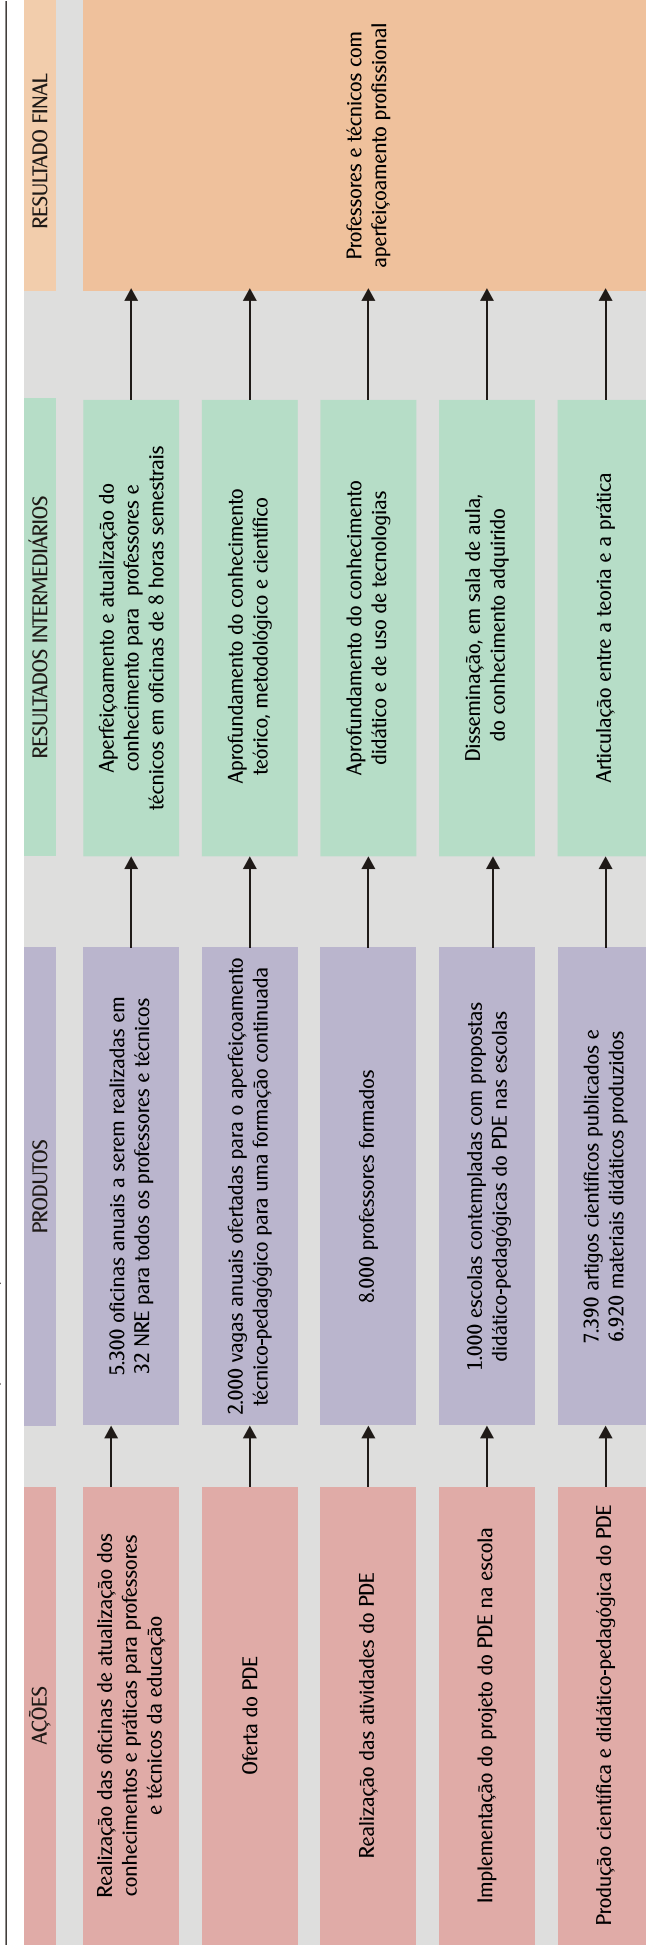 AÇÕES
PRODUTOS
RESULTADOS INTERMEDIÁRIOS
RESULTADO FINAL
Realização das oficinas de atualização dos
conhecimentos e práticas para professores
e técnicos da educação
5.300 oficinas anuais a serem realizadas em
32 NRE para todos os professores e técnicos
Aperfeiçoamento e atualização do
conhecimento para professores e
técnicos em oficinas de 8 horas semestrais
Oferta do PDE
2.000 vagas anuais ofertadas para o aperfeiçoamento
técnico-pedagógico para uma formação continuada
Aprofundamento do conhecimento
teórico, metodológico e científico
Realização das atividades do PDE
8.000 professores formados
Aprofundamento do conhecimento
didático e de uso de tecnologias
Implementação do projeto do PDE na escola
1.000 escolas contempladas com propostas
didático-pedagógicas do PDE nas escolas
Disseminação, em sala de aula,
do conhecimento adquirido
Produção científica e didático-pedagógica do PDE
7.390 artigos científicos publicados e
6.920 materiais didáticos produzidos
Articulação entre a teoria e a prática
Professores e técnicos com
aperfeiçoamento profissional